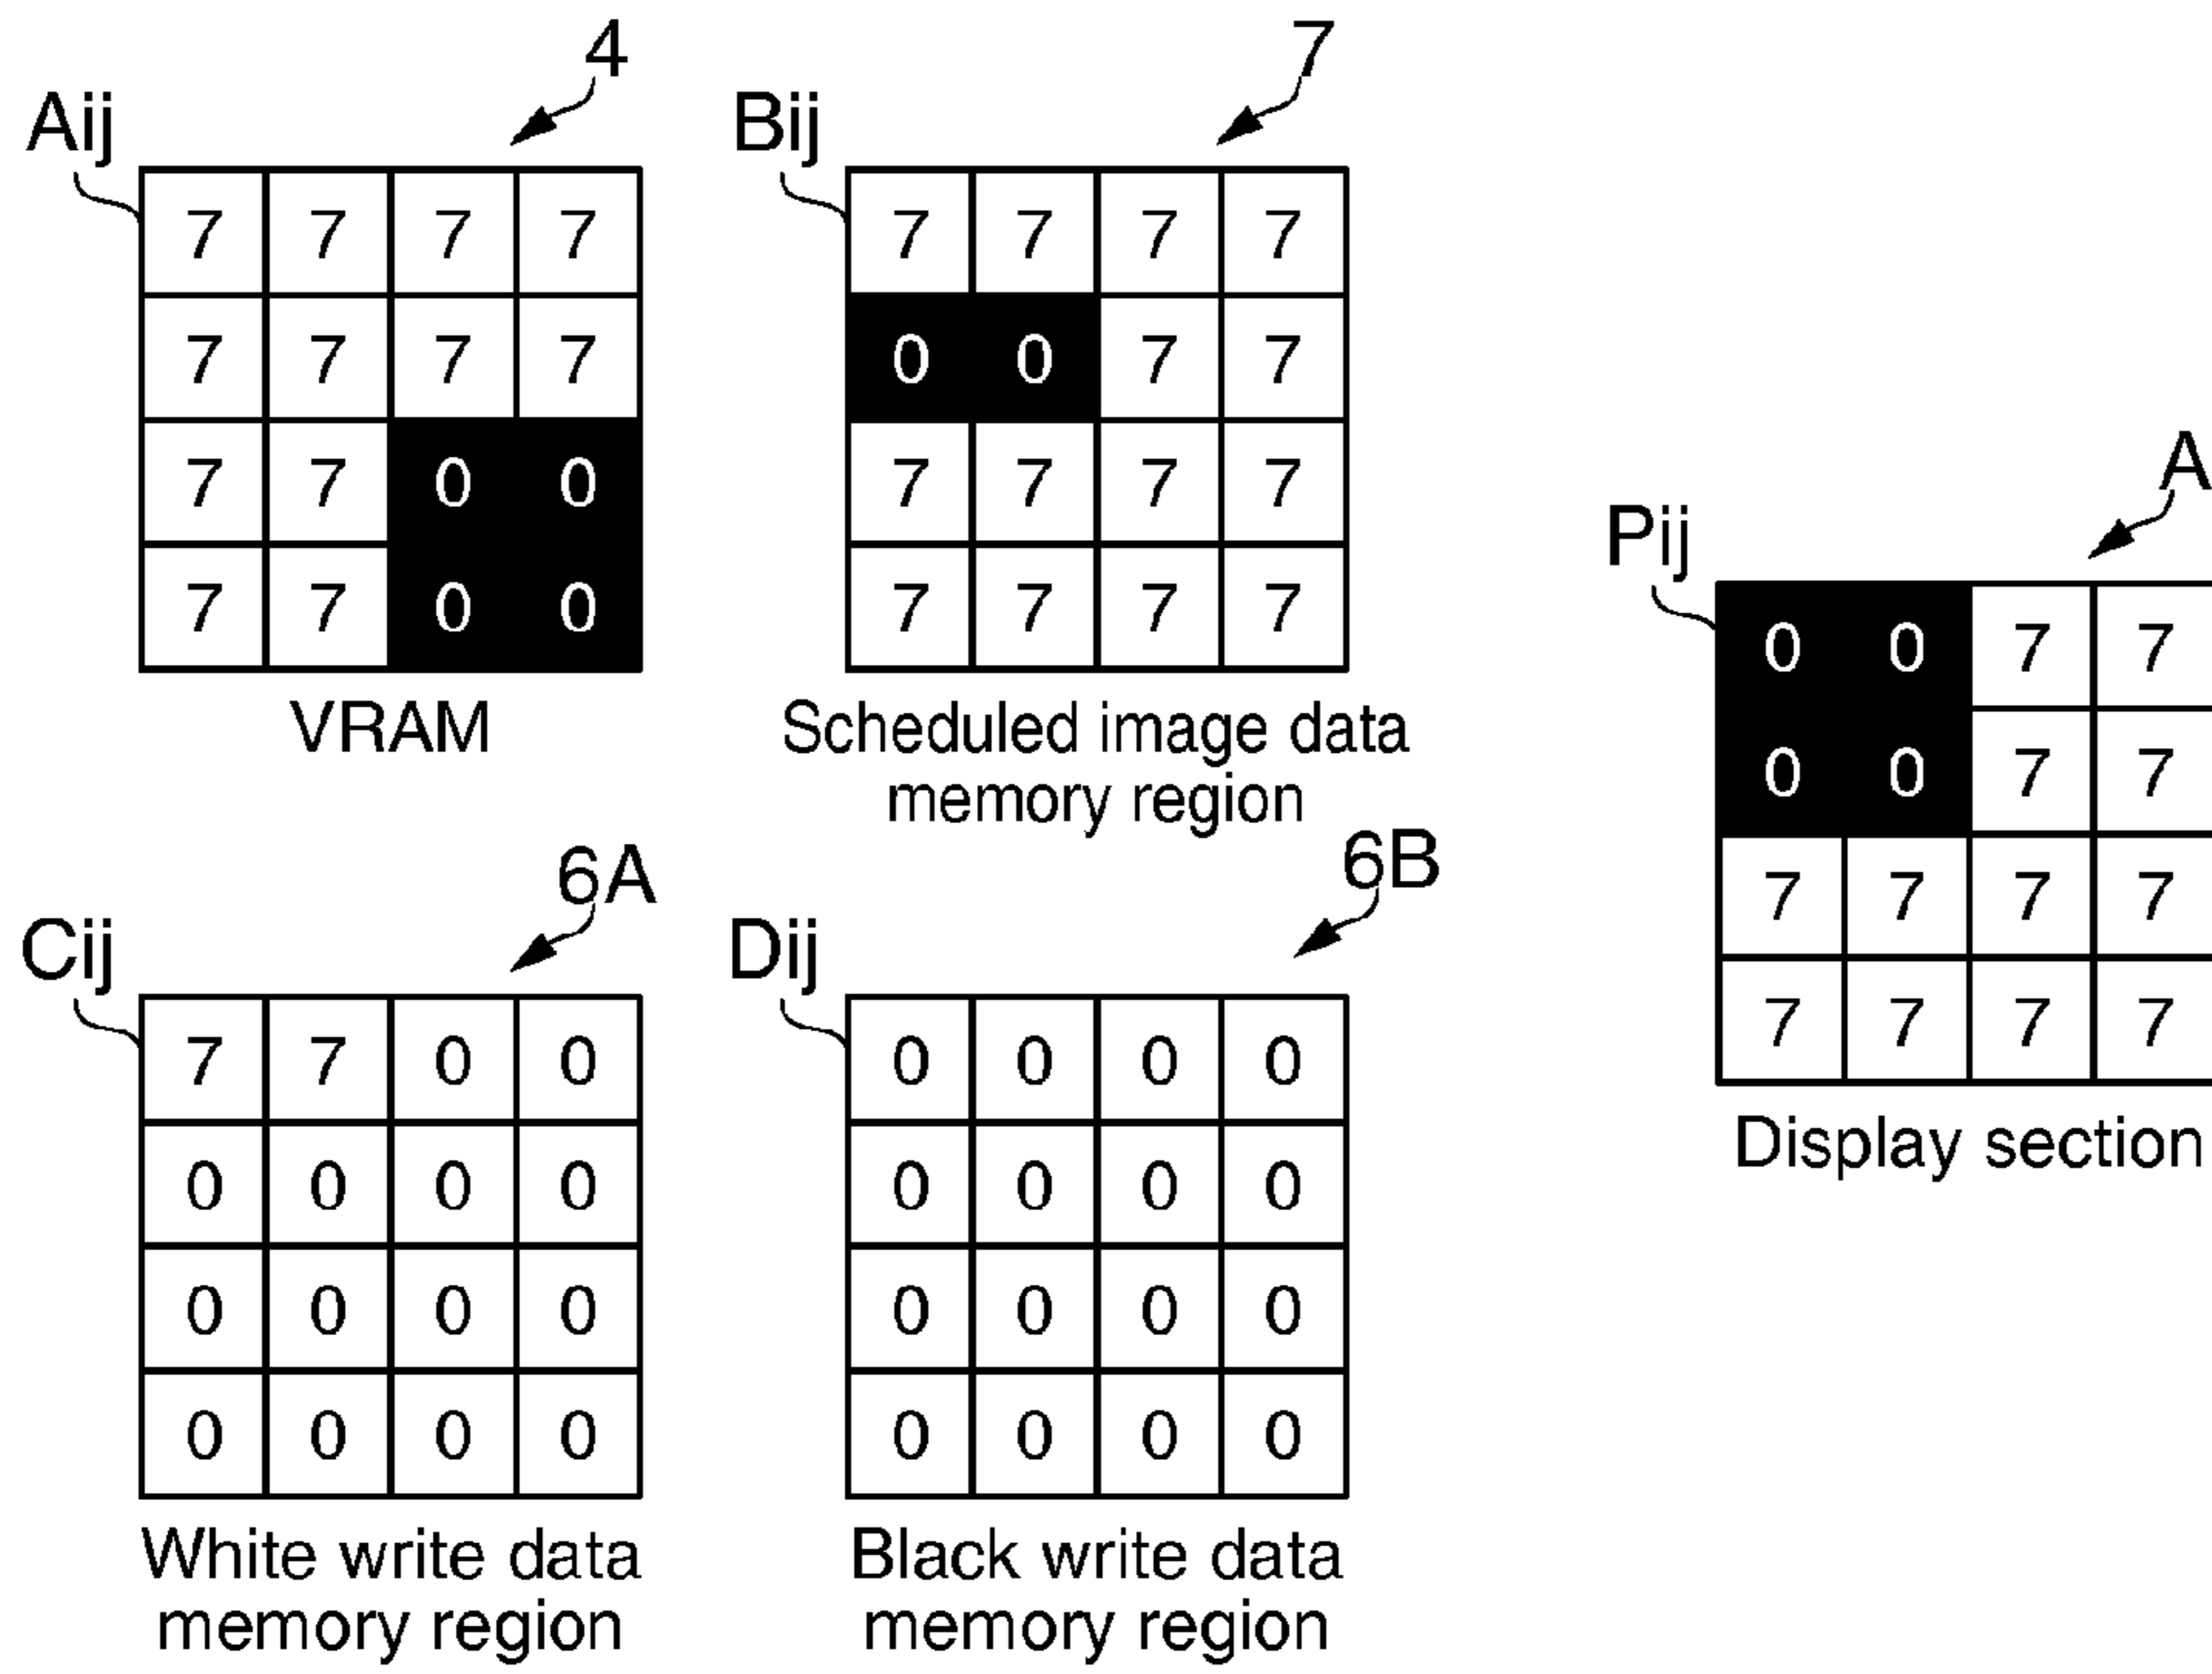 4
Aij
7 7 7 7
7 7 7 7
7 7 0 0
7 7 0 0
VRAM
7
Bij
7 7 7 7
0 0 7 7
7 7 7 7
7 7 7 7
Scheduled image data
memory region
A
Pij
0 0 7 7
0 0 7 7
7 7 7 7
7 7 7 7
Display section
6A
Cij
7 7 0 0
0 0 0 0
0 0 0 0
0 0 0 0
White write data
memory region
6B
Dij
0 0 0 0
0 0 0 0
0 0 0 0
0 0 0 0
Black write data
memory region